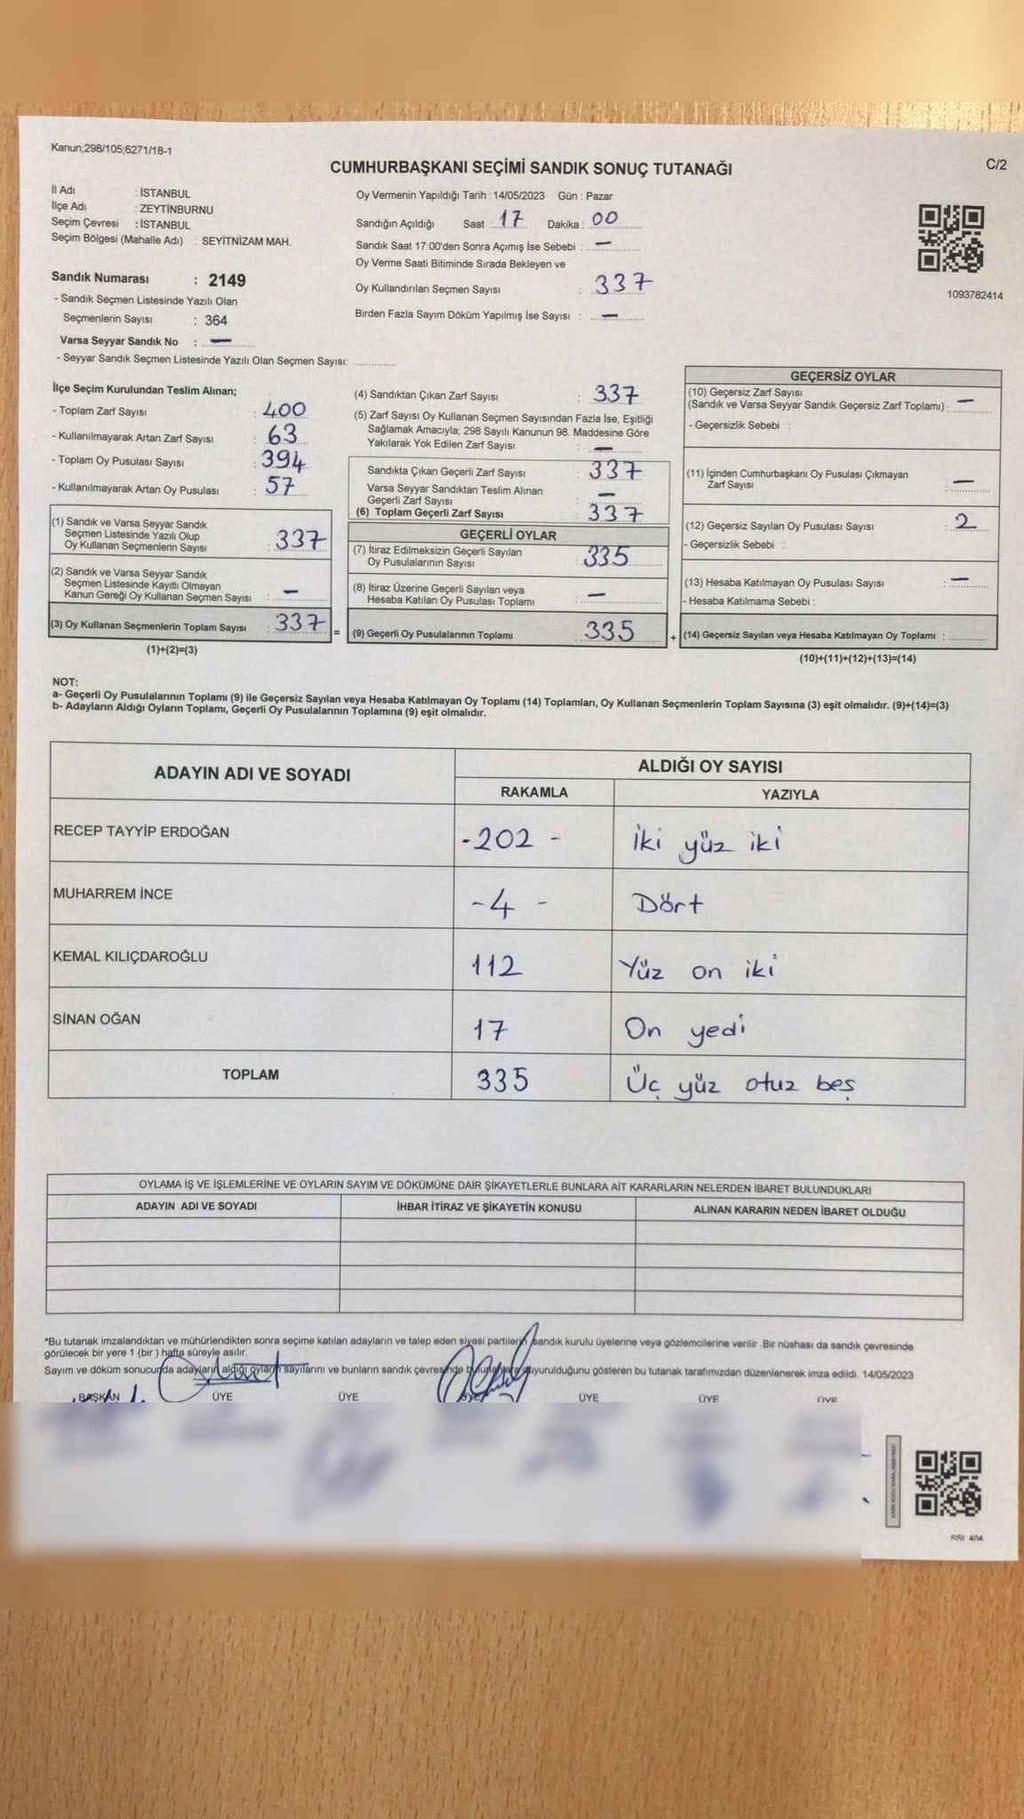 Kanun;298/105;6271/18-1
CUMHURBAŞKANI SEÇİMİ SANDIK SONUÇ TUTANAĞI
C/2
İl Adı : İSTANBUL
İlçe Adı : ZEYTİNBURNU
Seçim Çevresi : İSTANBUL
Seçim Bölgesi (Mahalle Adı) : SEYİTNİZAM MAH.
Oy Vermenin Yapıldığı Tarih : 14/05/2023 Gün : Pazar
Sandığın Açıldığı Saat : 17 Dakika : 00
Sandık Saat 17:00'den Sonra Açımış İse Sebebi : —
Oy Verme Saati Bitiminde Sırada Bekleyen ve
Oy Kullandırılan Seçmen Sayısı : 337
Birden Fazla Sayım Döküm Yapılmış İse Sayısı : —
1093782414
Sandık Numarası : 2149
- Sandık Seçmen Listesinde Yazılı Olan
Seçmenlerin Sayısı : 364
Varsa Seyyar Sandık No : —
- Seyyar Sandık Seçmen Listesinde Yazılı Olan Seçmen Sayısı:
İlçe Seçim Kurulundan Teslim Alınan;
- Toplam Zarf Sayısı : 400
- Kullanılmayarak Artan Zarf Sayısı : 63
- Toplam Oy Pusulası Sayısı : 394
- Kullanılmayarak Artan Oy Pusulası : 57
(1) Sandık ve Varsa Seyyar Sandık
Seçmen Listesinde Yazılı Olup
Oy Kullanan Seçmenlerin Sayısı : 337
(2) Sandık ve Varsa Seyyar Sandık
Seçmen Listesinde Kayıtlı Olmayan
Kanun Gereği Oy Kullanan Seçmen Sayısı : —
(3) Oy Kullanan Seçmenlerin Toplam Sayısı : 337 =
(1)+(2)=(3)
(4) Sandıktan Çıkan Zarf Sayısı : 337
(5) Zarf Sayısı Oy Kullanan Seçmen Sayısından Fazla İse, Eşitliği
Sağlamak Amacıyla; 298 Sayılı Kanunun 98. Maddesine Göre
Yakılarak Yok Edilen Zarf Sayısı : —
Sandıkta Çıkan Geçerli Zarf Sayısı : 337
Varsa Seyyar Sandıktan Teslim Alınan
Geçerli Zarf Sayısı : —
(6) Toplam Geçerli Zarf Sayısı : 337
GEÇERLİ OYLAR
(7) İtiraz Edilmeksizin Geçerli Sayılan
Oy Pusulalarının Sayısı : 335
(8) İtiraz Üzerine Geçerli Sayılan veya
Hesaba Katılan Oy Pusulası Toplamı : —
(9) Geçerli Oy Pusulalarının Toplamı : 335 +
GEÇERSİZ OYLAR
(10) Geçersiz Zarf Sayısı
(Sandık ve Varsa Seyyar Sandık Geçersiz Zarf Toplamı) : —
- Geçersizlik Sebebi :
(11) İçinden Cumhurbaşkanı Oy Pusulası Çıkmayan
Zarf Sayısı : —
(12) Geçersiz Sayılan Oy Pusulası Sayısı : 2
- Geçersizlik Sebebi :
(13) Hesaba Katılmayan Oy Pusulası Sayısı : —
- Hesaba Katılmama Sebebi :
(14) Geçersiz Sayılan veya Hesaba Katılmayan Oy Toplamı :
(10)+(11)+(12)+(13)=(14)
NOT:
a- Geçerli Oy Pusulalarının Toplamı (9) ile Geçersiz Sayılan veya Hesaba Katılmayan Oy Toplamı (14) Toplamları, Oy Kullanan Seçmenlerin Toplam Sayısına (3) eşit olmalıdır. (9)+(14)=(3)
b- Adayların Aldığı Oyların Toplamı, Geçerli Oy Pusulalarının Toplamına (9) eşit olmalıdır.
ADAYIN ADI VE SOYADI
ALDIĞI OY SAYISI
RAKAMLA YAZIYLA
RECEP TAYYİP ERDOĞAN -202- İki yüz iki
MUHARREM İNCE -4- Dört
KEMAL KILIÇDAROĞLU 112 Yüz on iki
SİNAN OĞAN 17 On yedi
TOPLAM 335 Üç yüz otuz beş
OYLAMA İŞ VE İŞLEMLERİNE VE OYLARIN SAYIM VE DÖKÜMÜNE DAİR ŞİKAYETLERLE BUNLARA AİT KARARLARIN NELERDEN İBARET BULUNDUKLARI
ADAYIN ADI VE SOYADI İHBAR İTİRAZ VE ŞİKAYETİN KONUSU ALINAN KARARIN NEDEN İBARET OLDUĞU
*Bu tutanak imzalandıktan ve mühürlendikten sonra seçime katılan adayların ve talep eden siyasi partilerin sandık kurulu üyelerine veya gözlemcilerine verilir. Bir nüshası da sandık çevresinde
görülecek bir yere 1 (bir) hafta süreyle asılır.
Sayım ve döküm sonucunda adayların aldığı oyların sayılarını ve bunların sandık çevresinde duyurulduğunu gösteren bu tutanak tarafımızdan düzenlenerek imza edildi. 14/05/2023
BAŞKAN ÜYE ÜYE ÜYE ÜYE ÜYE